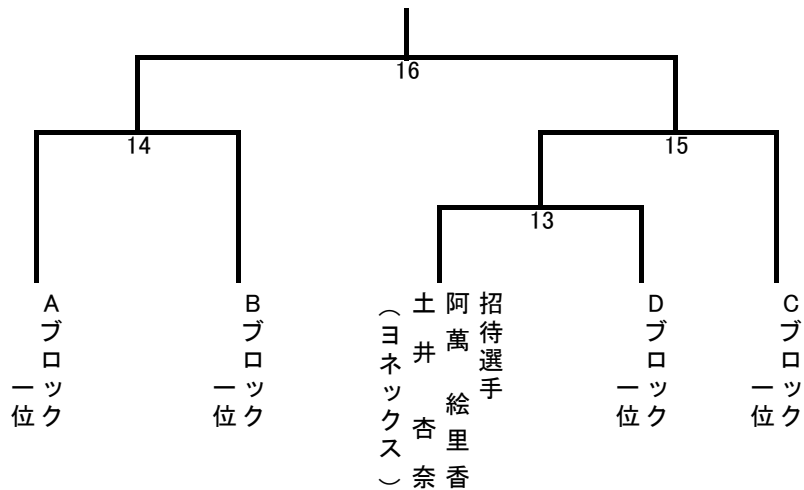 16
14
15
13
Aブロック
一位
Bブロック
一位
招待選手
阿萬 絵里香
土井 杏奈
（ヨネックス）
Dブロック
一位
Cブロック
一位